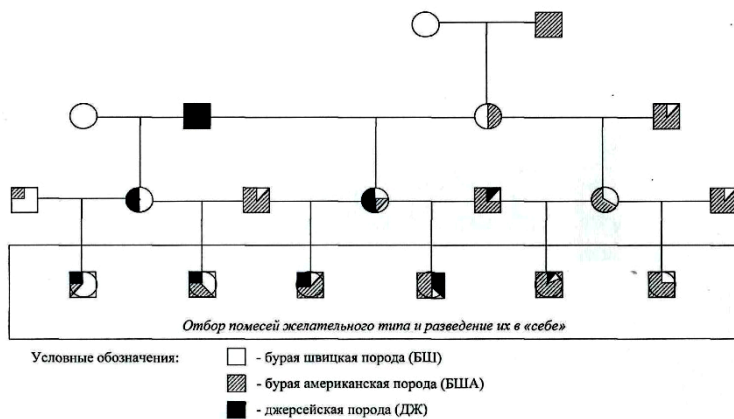 Отбор помесей желательного типа и разведение их в «себе»
Условные обозначения:
- бурая швицкая порода (БШ)
- бурая американская порода (БША)
- джерсейская порода (ДЖ)